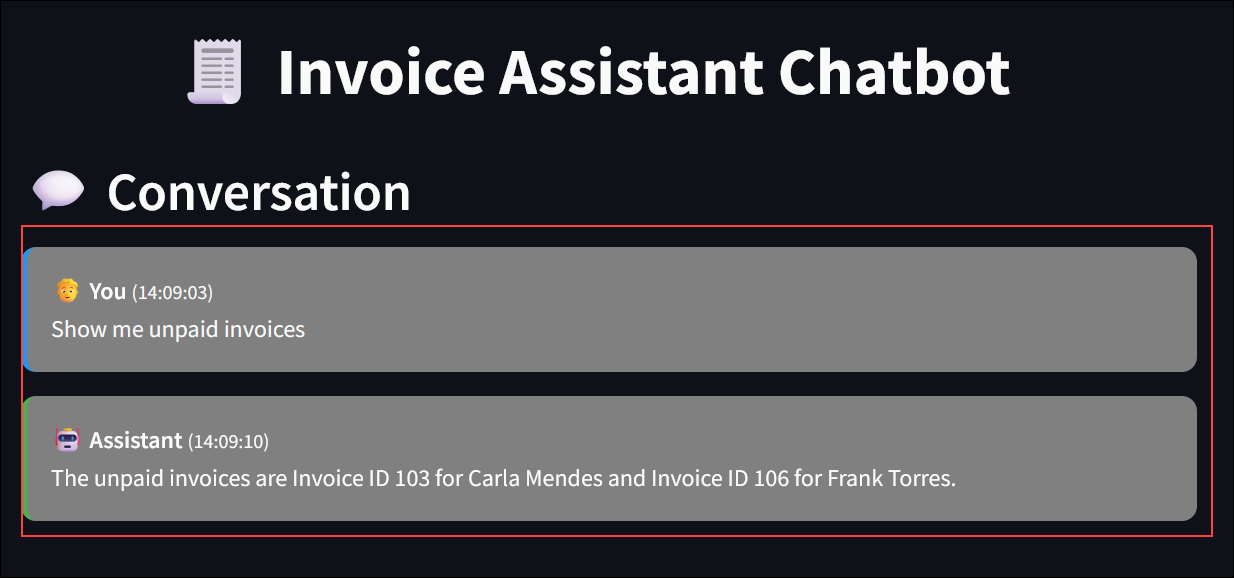 Invoice Assistant Chatbot
Conversation
You (14:09:03)
Show me unpaid invoices
Assistant (14:09:10)
The unpaid invoices are Invoice ID 103 for Carla Mendes and Invoice ID 106 for Frank Torres.